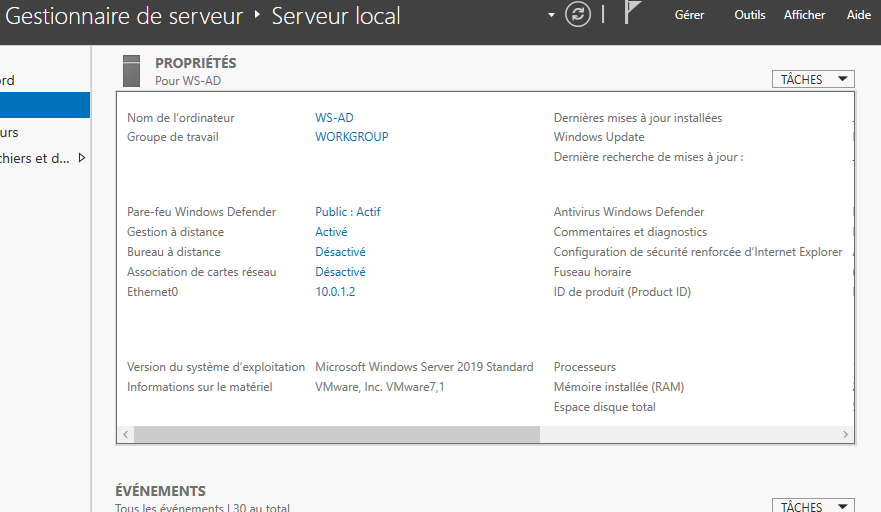 Gestionnaire de serveur ‣ Serveur local
Gérer Outils Afficher Aide
PROPRIÉTÉS
Pour WS-AD
TÂCHES
Nom de l'ordinateur WS-AD Dernières mises à jour installées
Groupe de travail WORKGROUP Windows Update
Dernière recherche de mises à jour :
Pare-feu Windows Defender Public : Actif Antivirus Windows Defender
Gestion à distance Activé Commentaires et diagnostics
Bureau à distance Désactivé Configuration de sécurité renforcée d'Internet Explorer
Association de cartes réseau Désactivé Fuseau horaire
Ethernet0 10.0.1.2 ID de produit (Product ID)
Version du système d'exploitation Microsoft Windows Server 2019 Standard Processeurs
Informations sur le matériel VMware, Inc. VMware7,1 Mémoire installée (RAM)
Espace disque total
ÉVÉNEMENTS
Tous les événements | 30 au total
TÂCHES